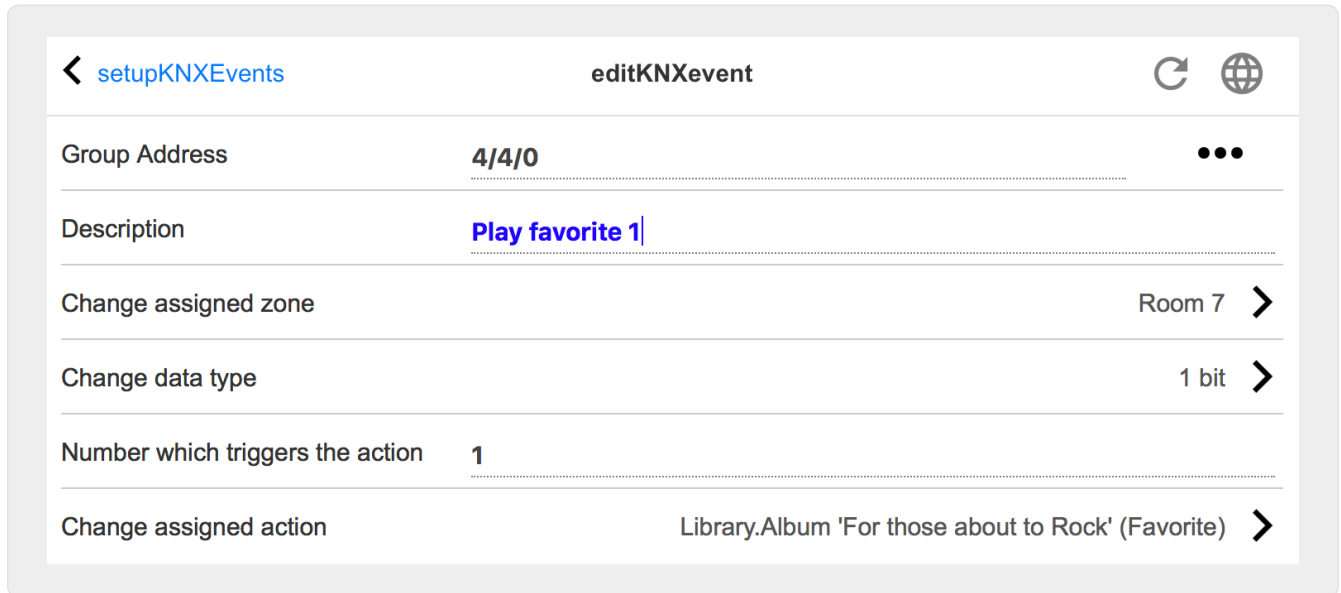 setupKNXEvents editKNXevent
Group Address 4/4/0
Description Play favorite 1
Change assigned zone Room 7
Change data type 1 bit
Number which triggers the action 1
Change assigned action Library.Album 'For those about to Rock' (Favorite)